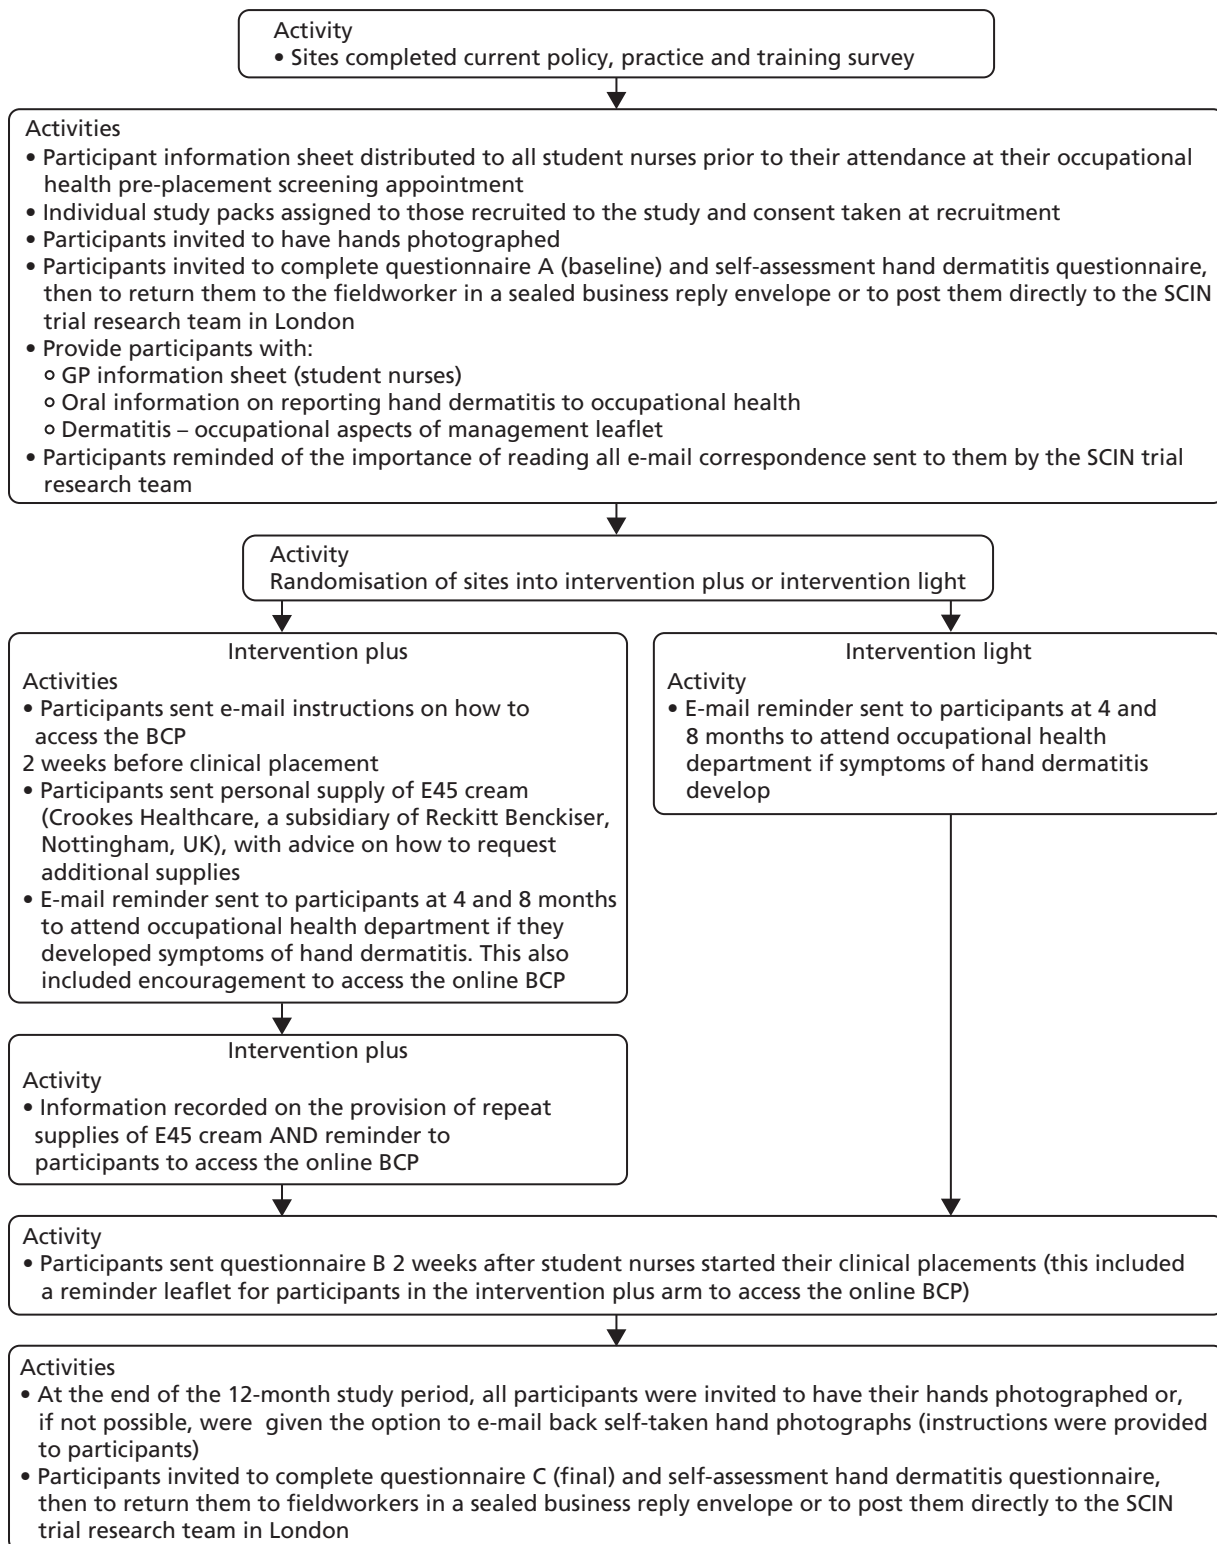 Activity
• Sites completed current policy, practice and training survey
Activities
• Participant information sheet distributed to all student nurses prior to their attendance at their occupational
health pre-placement screening appointment
• Individual study packs assigned to those recruited to the study and consent taken at recruitment
• Participants invited to have hands photographed
• Participants invited to complete questionnaire A (baseline) and self-assessment hand dermatitis questionnaire,
then to return them to the fieldworker in a sealed business reply envelope or to post them directly to the SCIN
trial research team in London
• Provide participants with:
o GP information sheet (student nurses)
o Oral information on reporting hand dermatitis to occupational health
o Dermatitis – occupational aspects of management leaflet
• Participants reminded of the importance of reading all e-mail correspondence sent to them by the SCIN trial
research team
Activity
Randomisation of sites into intervention plus or intervention light
Intervention plus
Activities
• Participants sent e-mail instructions on how to
access the BCP
2 weeks before clinical placement
• Participants sent personal supply of E45 cream
(Crookes Healthcare, a subsidiary of Reckitt Benckiser,
Nottingham, UK), with advice on how to request
additional supplies
• E-mail reminder sent to participants at 4 and 8 months
to attend occupational health department if they
developed symptoms of hand dermatitis. This also
included encouragement to access the online BCP
Intervention light
Activity
• E-mail reminder sent to participants at 4 and
8 months to attend occupational health
department if symptoms of hand dermatitis
develop
Intervention plus
Activity
• Information recorded on the provision of repeat
supplies of E45 cream AND reminder to
participants to access the online BCP
Activity
• Participants sent questionnaire B 2 weeks after student nurses started their clinical placements (this included
a reminder leaflet for participants in the intervention plus arm to access the online BCP)
Activities
• At the end of the 12-month study period, all participants were invited to have their hands photographed or,
if not possible, were given the option to e-mail back self-taken hand photographs (instructions were provided
to participants)
• Participants invited to complete questionnaire C (final) and self-assessment hand dermatitis questionnaire,
then to return them to fieldworkers in a sealed business reply envelope or to post them directly to the SCIN
trial research team in London